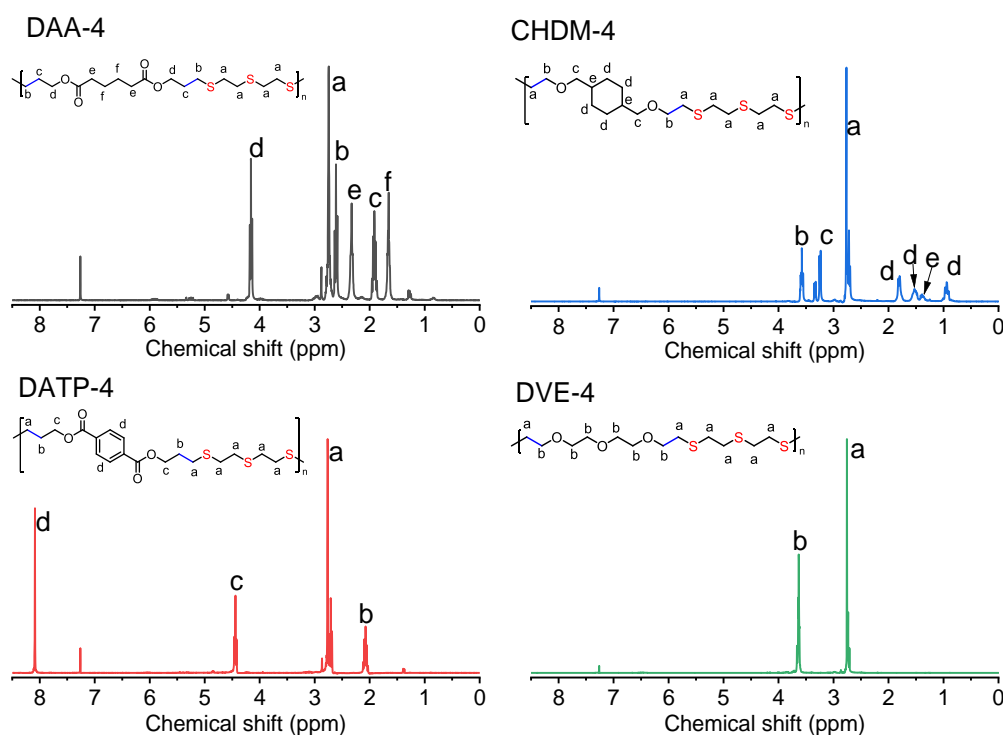 DAA-4
c d e f d b a a
O O O S S S
b d O f e O c a a n
a
d b e c f
8 7 6 5 4 3 2 1 0
Chemical shift (ppm)
CHDM-4
b c d d a a
O e e O S S S
a d d c b a a n
a
b c d d e d
8 7 6 5 4 3 2 1 0
Chemical shift (ppm)
DATP-4
a c O d b a a a
O O S S S
b d O c a a a n
a
d c b
8 7 6 5 4 3 2 1 0
Chemical shift (ppm)
DVE-4
a b b a a a
O O O S S S
b b b b a a n
a
b
8 7 6 5 4 3 2 1 0
Chemical shift (ppm)